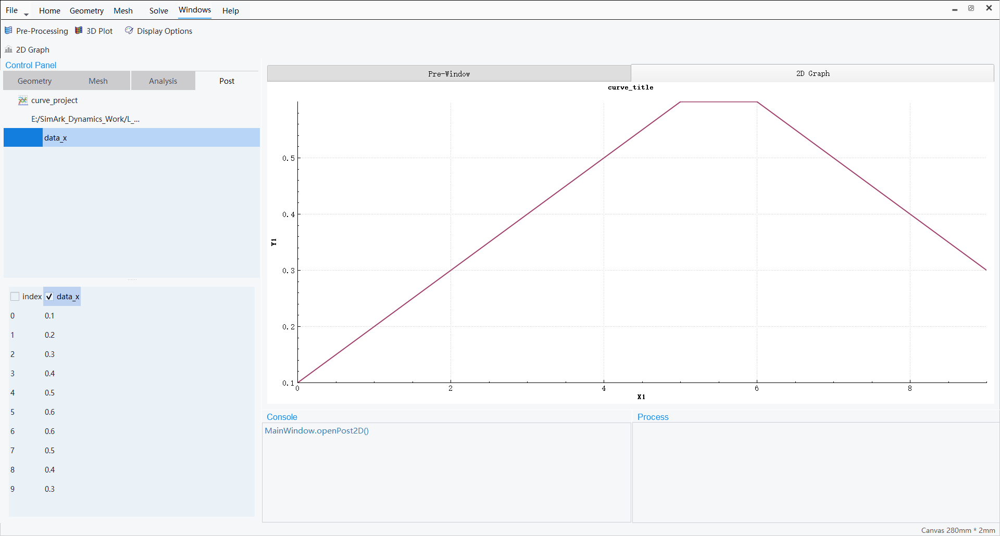 File Home Geometry Mesh Solve Windows Help
Pre-Processing 3D Plot Display Options
2D Graph
Control Panel
Geometry Mesh Analysis Post
curve_project
E:/SimArk_Dynamics_Work/L_...
data_x
index data_x
0 0.1
1 0.2
2 0.3
3 0.4
4 0.5
5 0.6
6 0.6
7 0.5
8 0.4
9 0.3
Pre-Window 2D Graph
curve_title
Y1
0.5
0.4
0.3
0.2
0.1
0 2 4 6 8
X1
Console
MainWindow.openPost2D()
Process
Canvas 280mm * 2mm